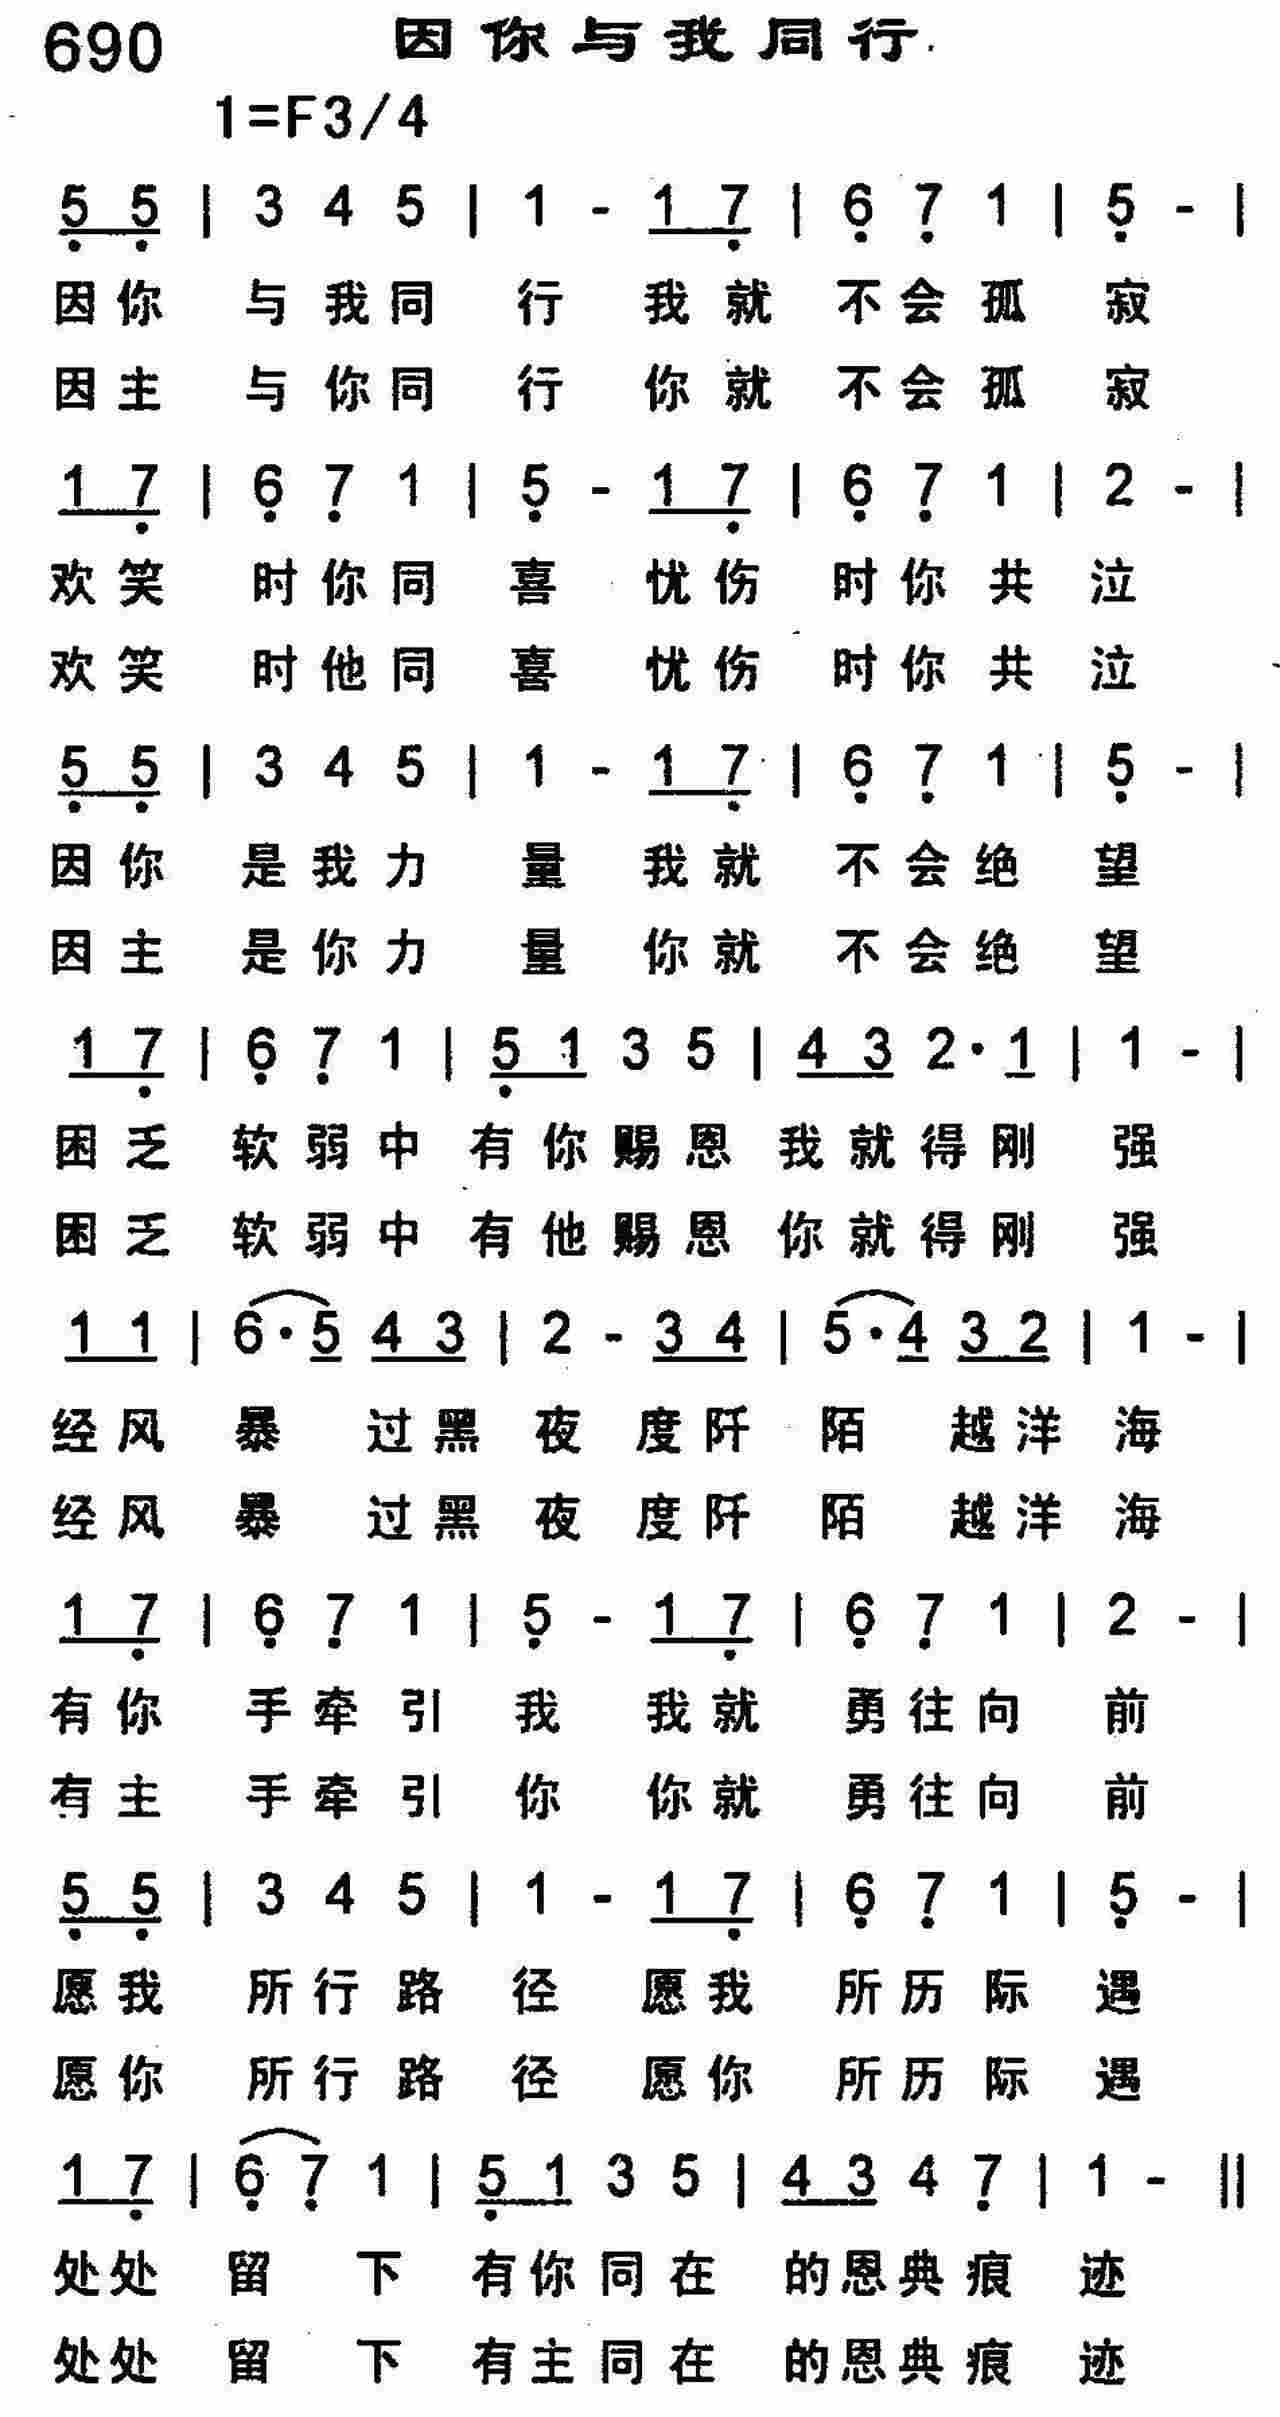 690 因你与我同行
1=F3/4
5̣ 5̣ | 3 4 5 | 1 - 1 7̣ | 6̣ 7̣ 1 | 5̣ - |
因你 与我同 行 我就 不会孤 寂
因主 与你同 行 你就 不会孤 寂
1 7̣ | 6̣ 7̣ 1 | 5̣ - 1 7̣ | 6̣ 7̣ 1 | 2 - |
欢笑 时你同 喜 忧伤 时你共 泣
欢笑 时他同 喜 忧伤 时你共 泣
5̣ 5̣ | 3 4 5 | 1 - 1 7̣ | 6̣ 7̣ 1 | 5̣ - |
因你 是我力 量 我就 不会绝 望
因主 是你力 量 你就 不会绝 望
1 7̣ | 6̣ 7̣ 1 | 5̣ 1 3 5 | 4 3 2· 1 | 1 - |
困乏 软弱中 有你赐恩 我就得刚 强
困乏 软弱中 有他赐恩 你就得刚 强
1 1 | 6· 5 4 3 | 2 - 3 4 | 5· 4 3 2 | 1 - |
经风 暴 过黑 夜 度阡 陌 越洋 海
经风 暴 过黑 夜 度阡 陌 越洋 海
1 7̣ | 6̣ 7̣ 1 | 5̣ - 1 7̣ | 6̣ 7̣ 1 | 2 - |
有你 手牵引 我 我就 勇往向 前
有主 手牵引 你 你就 勇往向 前
5̣ 5̣ | 3 4 5 | 1 - 1 7̣ | 6̣ 7̣ 1 | 5̣ - |
愿我 所行路 径 愿我 所历际 遇
愿你 所行路 径 愿你 所历际 遇
1 7̣ | 6̣ 7̣ 1 | 5̣ 1 3 5 | 4 3 4 7̣ | 1 - ||
处处 留 下 有你同在 的恩典痕 迹
处处 留 下 有主同在 的恩典痕 迹